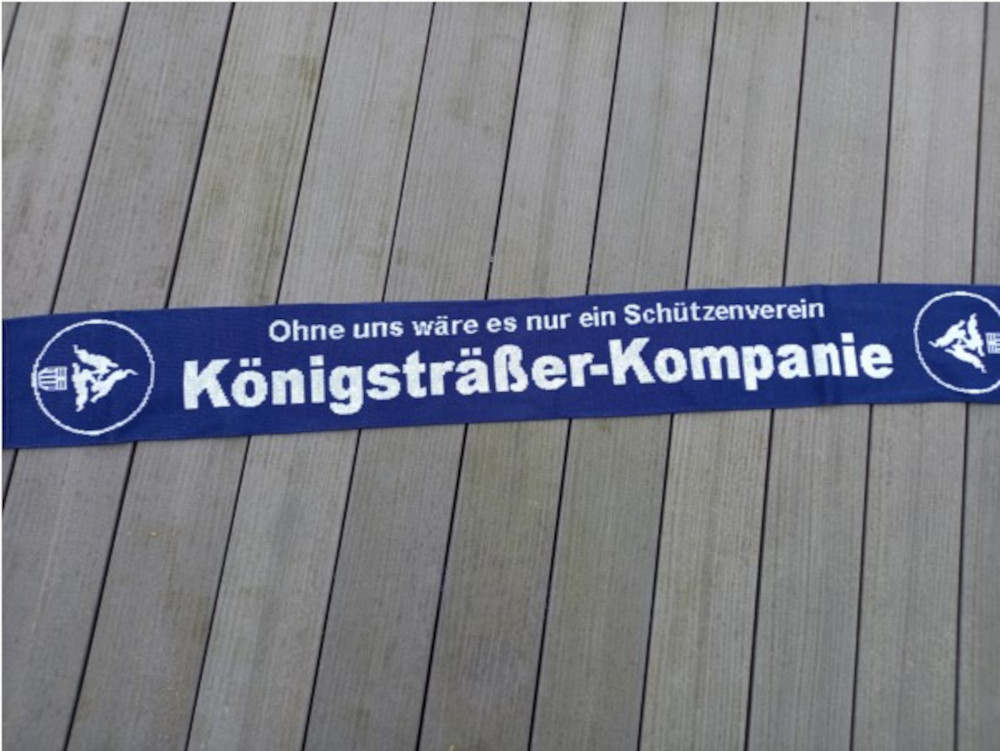 Ohne uns wäre es nur ein Schützenverein
Königsträßer-Kompanie